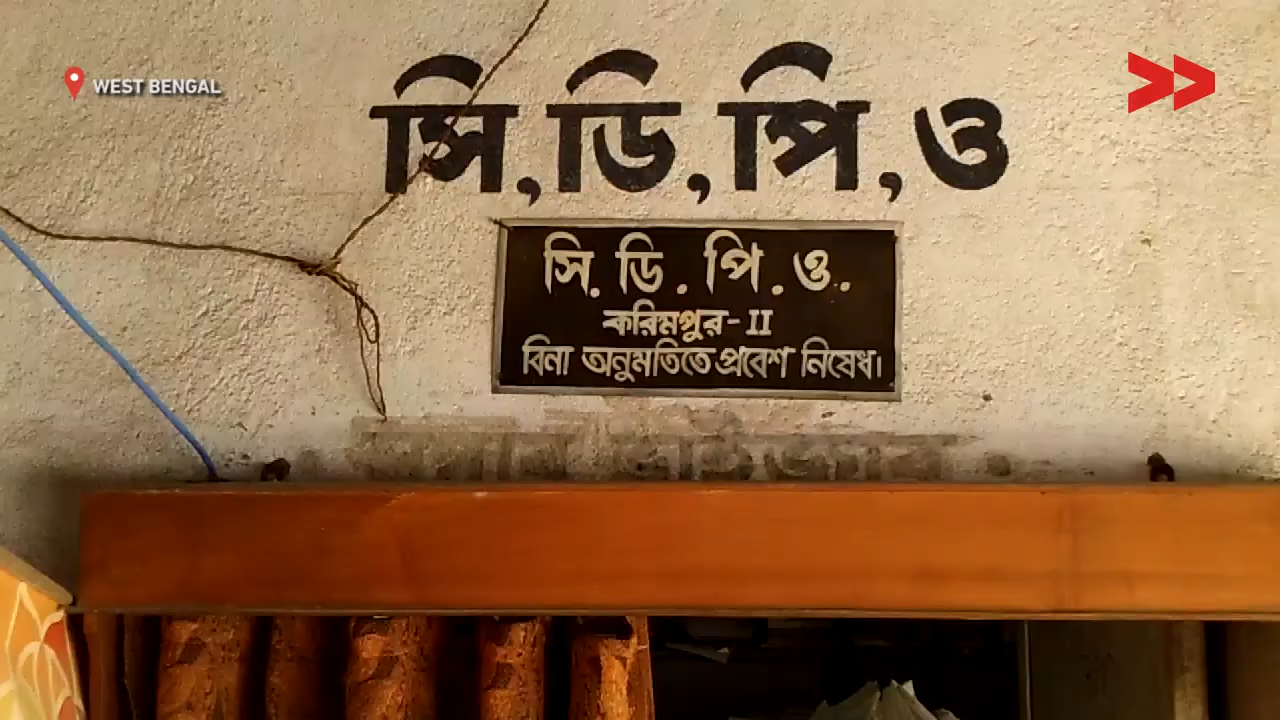 WEST BENGAL
সি,ডি,পি,ও
সি. ডি. পি. ও.
করিমপুর-II
বিনা অনুমতিতে প্রবেশ নিষেধ।